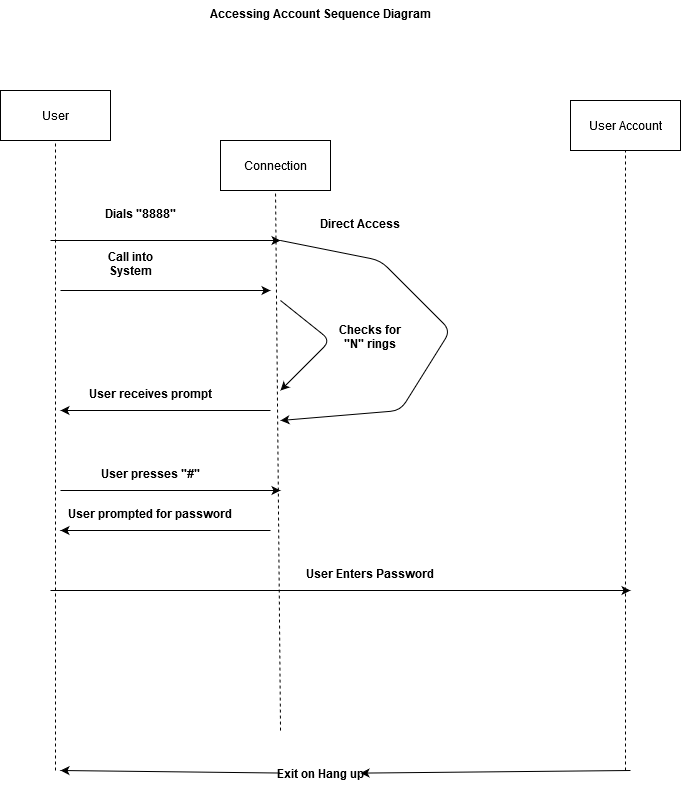 Accessing Account Sequence Diagram
User
User Account
Connection
Dials "8888"
Direct Access
Call into
System
Checks for
"N" rings
User receives prompt
User presses "#"
User prompted for password
User Enters Password
Exit on Hang up